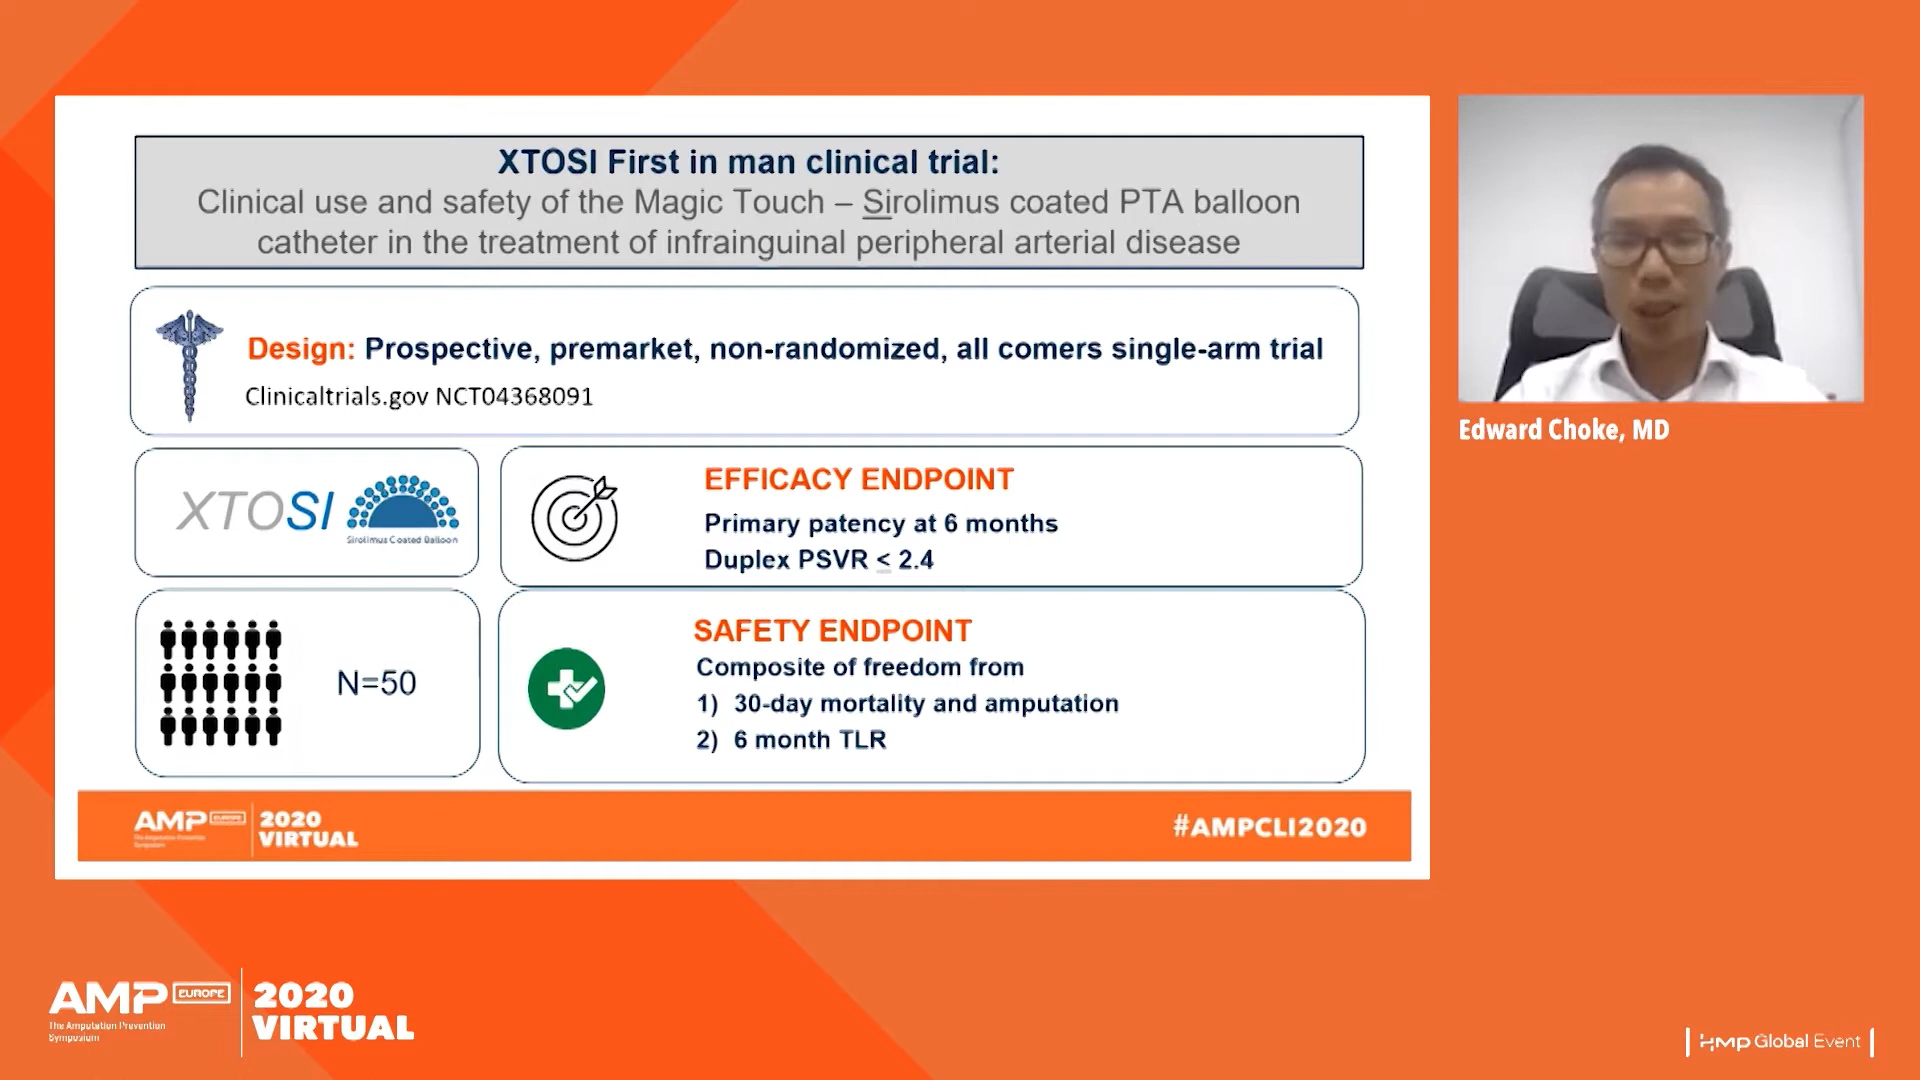 XTOSI First in man clinical trial:
Clinical use and safety of the Magic Touch – Sirolimus coated PTA balloon
catheter in the treatment of infrainguinal peripheral arterial disease
Design: Prospective, premarket, non-randomized, all comers single-arm trial
Clinicaltrials.gov NCT04368091
XTOSI
Sirolimus Coated Balloon
EFFICACY ENDPOINT
Primary patency at 6 months
Duplex PSVR ≤ 2.4
N=50
SAFETY ENDPOINT
Composite of freedom from
1) 30-day mortality and amputation
2) 6 month TLR
AMP EUROPE
The Amputation Prevention
Symposium
2020
VIRTUAL
#AMPCLI2020
Edward Choke, MD
AMP EUROPE
The Amputation Prevention
Symposium
2020
VIRTUAL
HMP Global Event